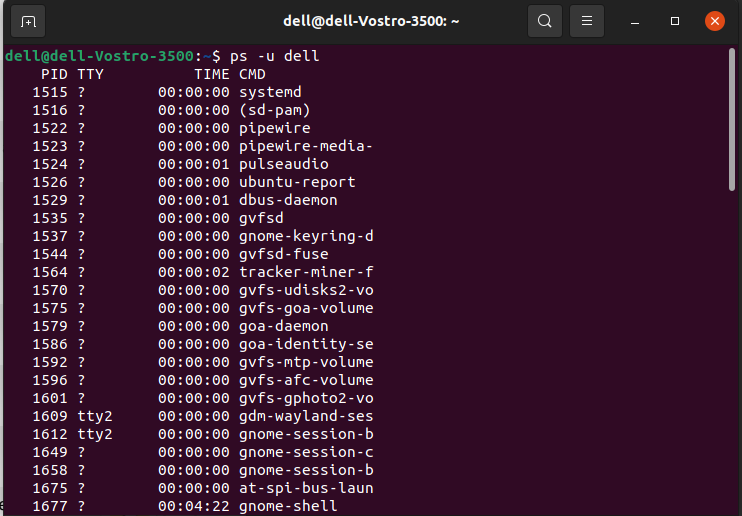 dell@dell-Vostro-3500: ~
dell@dell-Vostro-3500:~$ ps -u dell
PID TTY TIME CMD
1515 ? 00:00:00 systemd
1516 ? 00:00:00 (sd-pam)
1522 ? 00:00:00 pipewire
1523 ? 00:00:00 pipewire-media-
1524 ? 00:00:01 pulseaudio
1526 ? 00:00:00 ubuntu-report
1529 ? 00:00:01 dbus-daemon
1535 ? 00:00:00 gvfsd
1537 ? 00:00:00 gnome-keyring-d
1544 ? 00:00:00 gvfsd-fuse
1564 ? 00:00:02 tracker-miner-f
1570 ? 00:00:00 gvfs-udisks2-vo
1575 ? 00:00:00 gvfs-goa-volume
1579 ? 00:00:00 goa-daemon
1586 ? 00:00:00 goa-identity-se
1592 ? 00:00:00 gvfs-mtp-volume
1596 ? 00:00:00 gvfs-afc-volume
1601 ? 00:00:00 gvfs-gphoto2-vo
1609 tty2 00:00:00 gdm-wayland-ses
1612 tty2 00:00:00 gnome-session-b
1649 ? 00:00:00 gnome-session-c
1658 ? 00:00:00 gnome-session-b
1675 ? 00:00:00 at-spi-bus-laun
1677 ? 00:04:22 gnome-shell